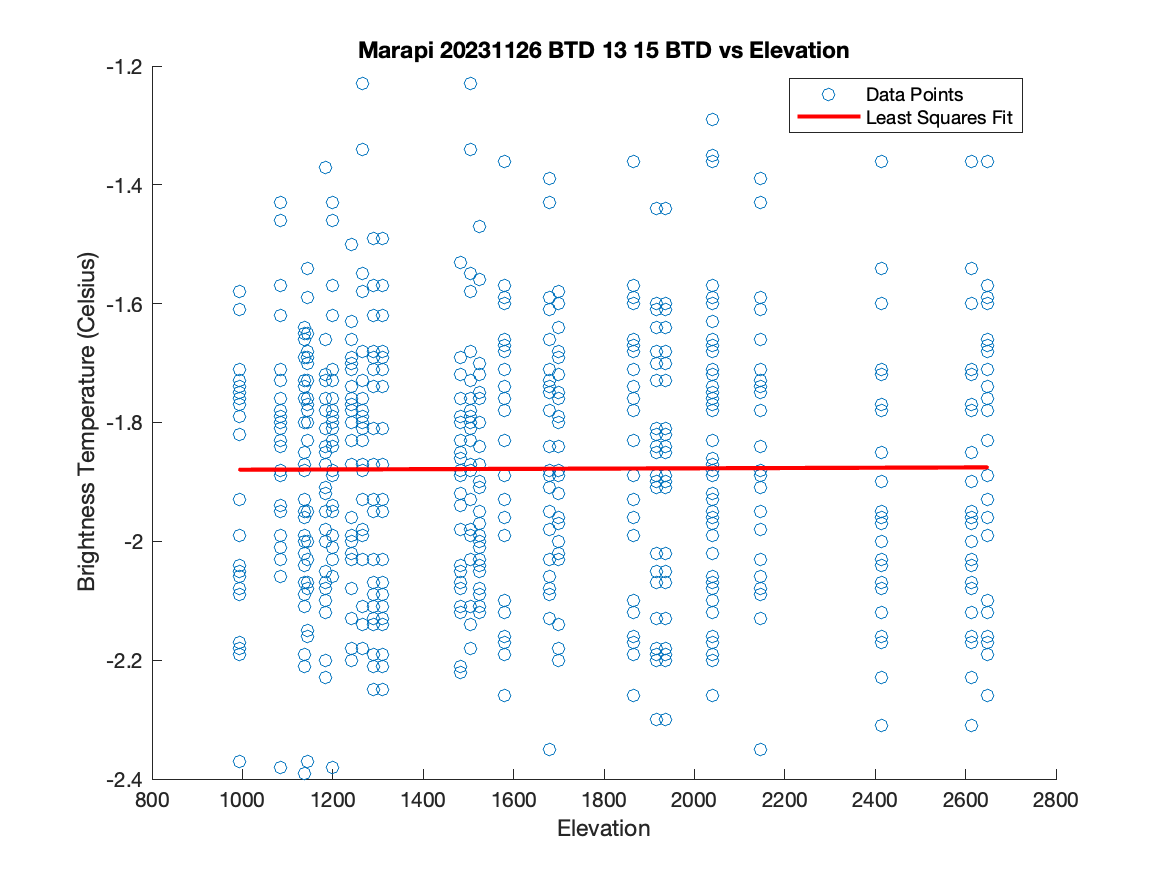 Marapi 20231126 BTD 13 15 BTD vs Elevation
Data Points
Least Squares Fit
Brightness Temperature (Celsius)
-1.2
-1.4
-1.6
-1.8
-2
-2.2
-2.4
800 1000 1200 1400 1600 1800 2000 2200 2400 2600 2800
Elevation